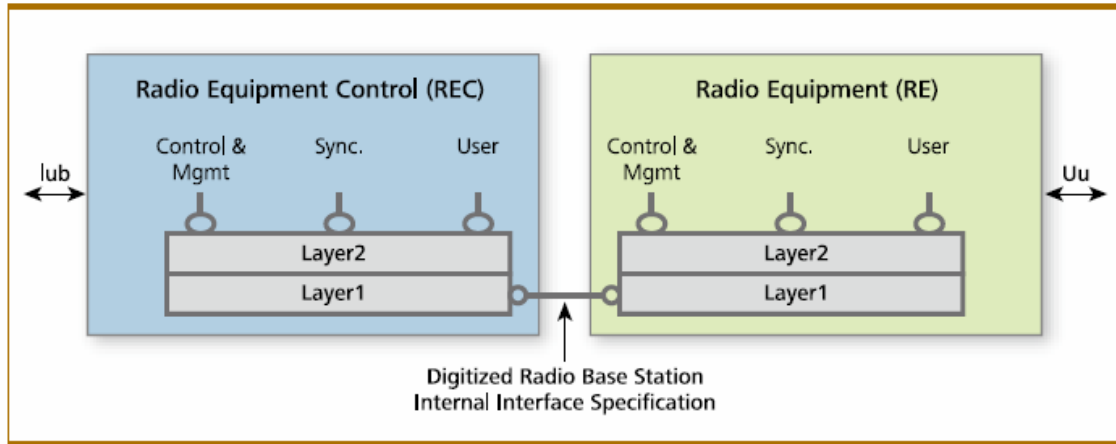 Radio Equipment Control (REC)
Control &
Mgmt
Sync.
User
Iub
Layer2
Layer1
Radio Equipment (RE)
Control &
Mgmt
Sync.
User
Uu
Layer2
Layer1
Digitized Radio Base Station
Internal Interface Specification